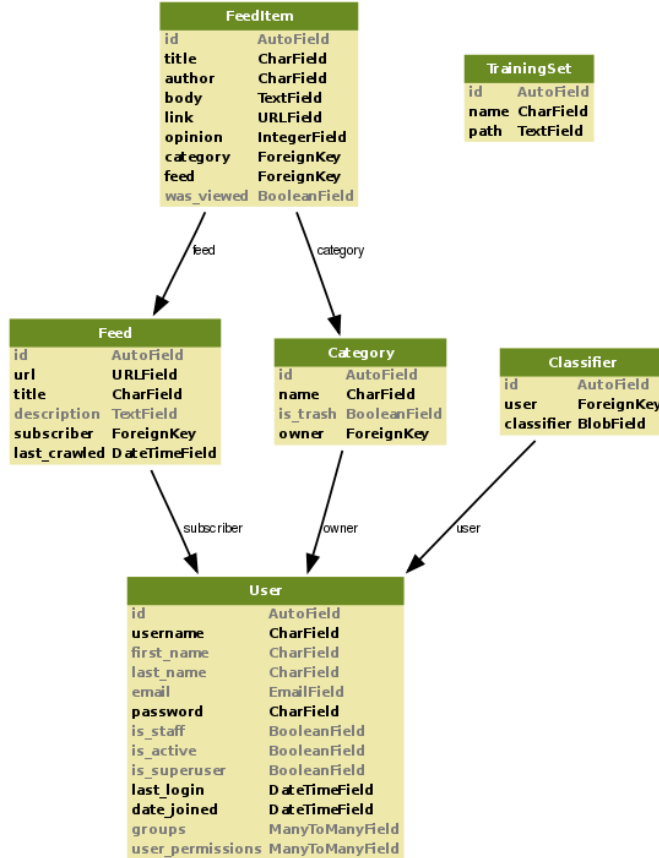 FeedItem
id AutoField
title CharField
author CharField
body TextField
link URLField
opinion IntegerField
category ForeignKey
feed ForeignKey
was_viewed BooleanField
TrainingSet
id AutoField
name CharField
path TextField
feed
category
Feed
id AutoField
url URLField
title CharField
description TextField
subscriber ForeignKey
last_crawled DateTimeField
Category
id AutoField
name CharField
is_trash BooleanField
owner ForeignKey
Classifier
id AutoField
user ForeignKey
classifier BlobField
subscriber
owner
user
User
id AutoField
username CharField
first_name CharField
last_name CharField
email EmailField
password CharField
is_staff BooleanField
is_active BooleanField
is_superuser BooleanField
last_login DateTimeField
date_joined DateTimeField
groups ManyToManyField
user_permissions ManyToManyField